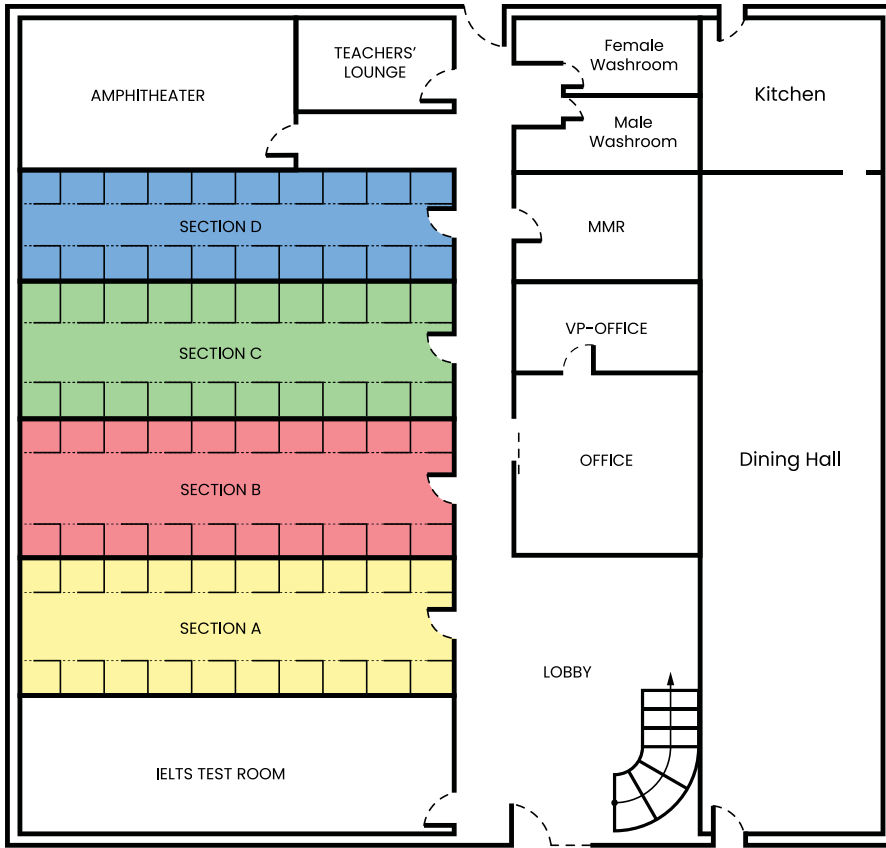 TEACHERS’
LOUNGE
AMPHITHEATER
Female
Washroom
Kitchen
Male
Washroom
SECTION D
MMR
SECTION C
VP-OFFICE
SECTION B
OFFICE
Dining Hall
SECTION A
LOBBY
IELTS TEST ROOM